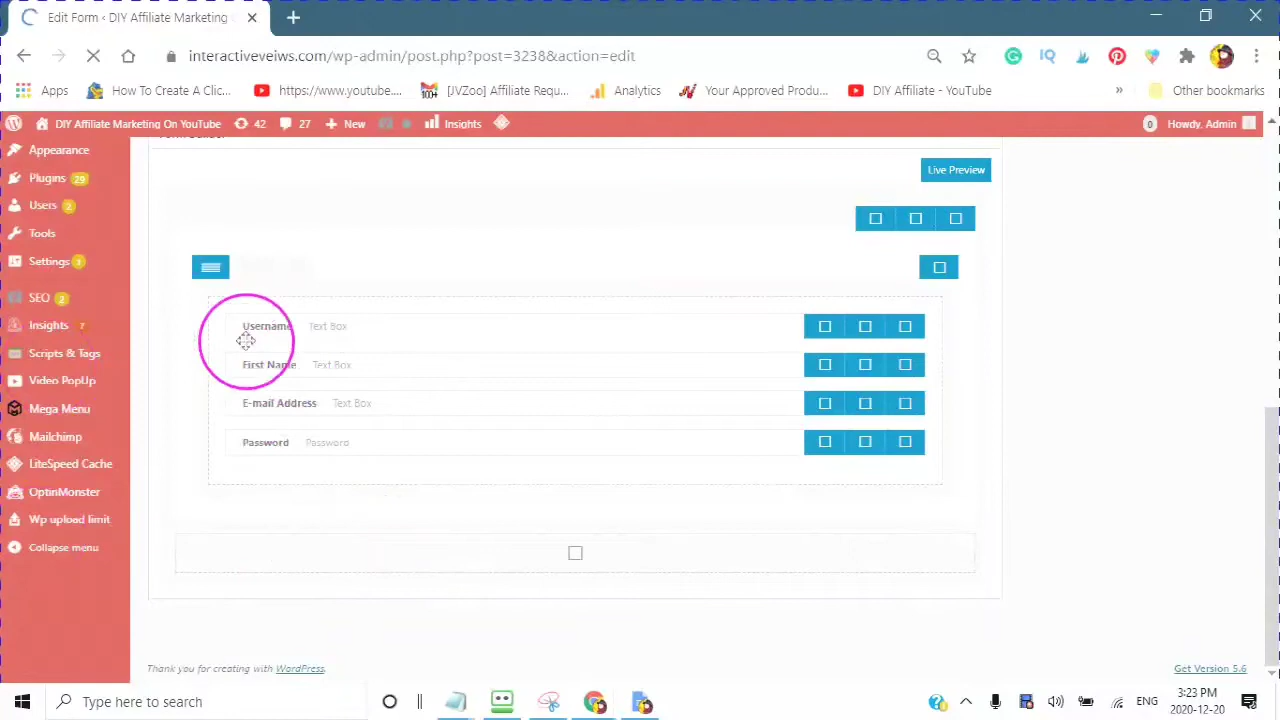 Edit Form ‹ DIY Affiliate Marketing
interactiveveiws.com/wp-admin/post.php?post=3238&action=edit
Apps How To Create A Clic... https://www.youtube.... 100+ [JVZoo] Affiliate Requ... Analytics Your Approved Produ... DIY Affiliate - YouTube » Other bookmarks
DIY Affiliate Marketing On YouTube 42 27 New Insights 0 Howdy, Admin
Appearance
Plugins 29
Live Preview
Users 2
Tools
Settings 1
SEO 2
Insights 7
Scripts & Tags
Video PopUp
Mega Menu
Mailchimp
LiteSpeed Cache
OptinMonster
Wp upload limit
Collapse menu
Username Text Box
First Name Text Box
E-mail Address Text Box
Password Password
Thank you for creating with WordPress. Get Version 5.6
Type here to search
ENG
3:23 PM
2020-12-20